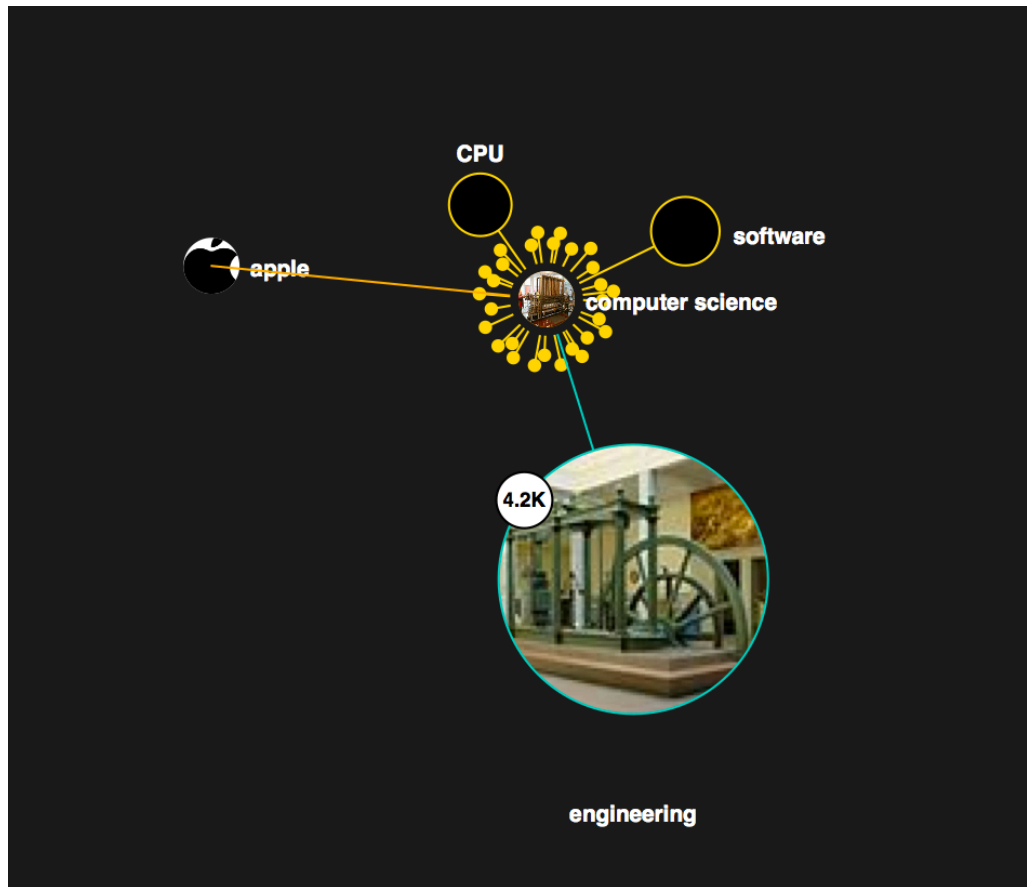 CPU
software
apple
computer science
4.2K
engineering